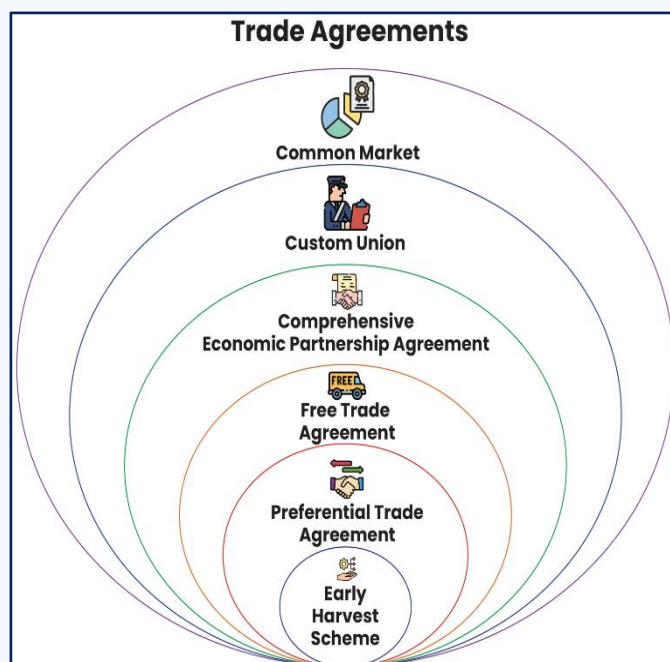 Trade Agreements
Common Market
Custom Union
Comprehensive
Economic Partnership Agreement
FREE
Free Trade
Agreement
Preferential Trade
Agreement
Early
Harvest
Scheme